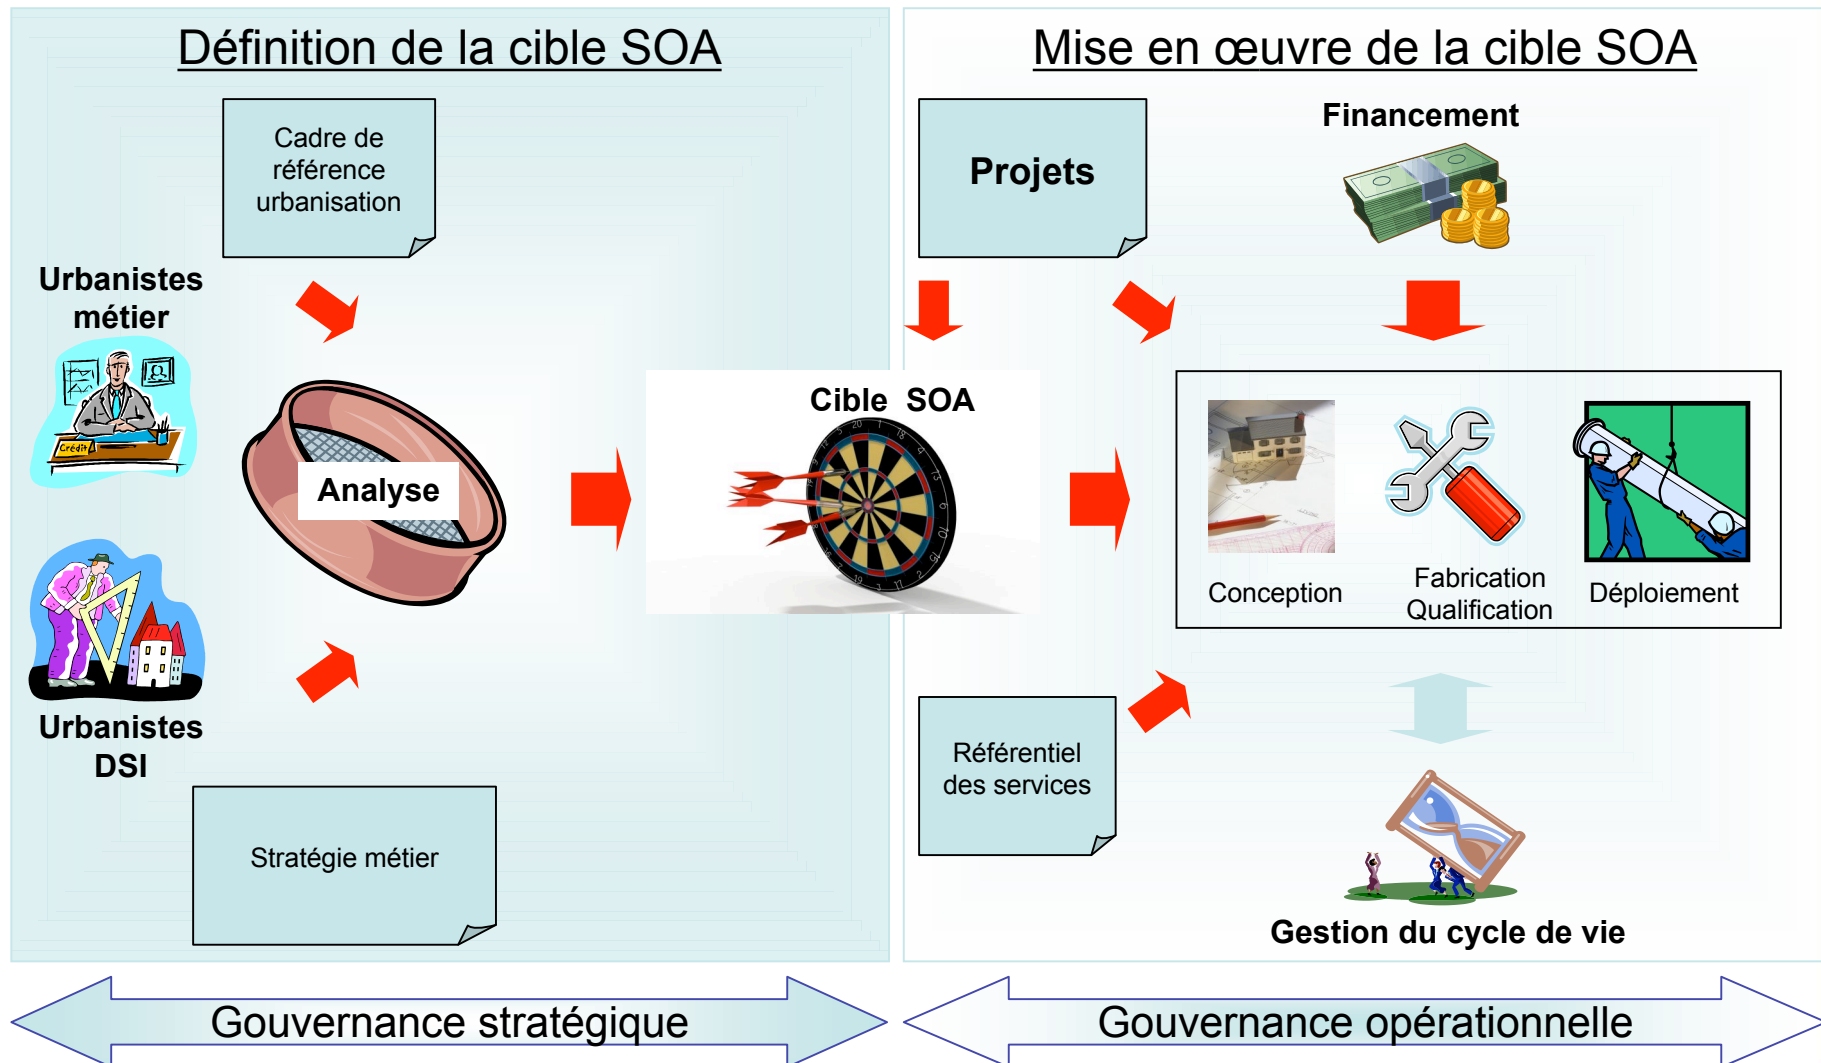 Définition de la cible SOA
Cadre de
référence
urbanisation
Urbanistes
métier
Crédit
Analyse
Urbanistes
DSI
Stratégie métier
Gouvernance stratégique
Cible SOA
Mise en œuvre de la cible SOA
Projets
Financement
Conception
Fabrication
Qualification
Déploiement
Référentiel
des services
Gestion du cycle de vie
Gouvernance opérationnelle